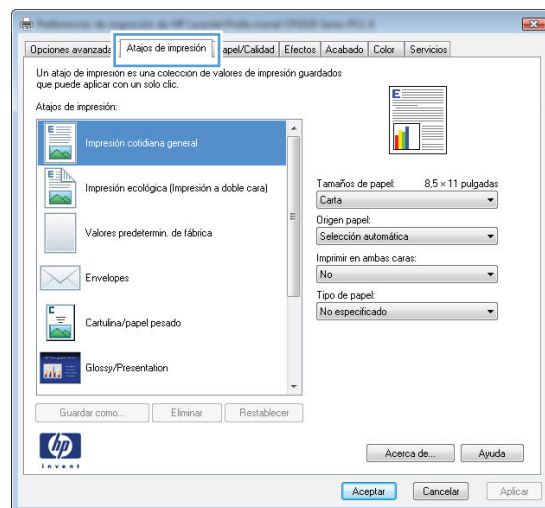 Opciones avanzada
Atajos de impresión
apel/Calidad
Efectos
Acabado
Color
Servicios
Un atajo de impresión es una colección de valores de impresión guardados
que puede aplicar con un solo clic.
Atajos de impresión:
E
Impresión cotidiana general
E
Impresión ecológica (Impresión a doble cara)
Valores predetermin. de fábrica
Envelopes
C
Cartulina/papel pesado
Glossy/Presentation
E
Tamaños de papel: 8,5 × 11 pulgadas
Carta
Origen papel:
Selección automática
Imprimir en ambas caras:
No
Tipo de papel:
No especificado
Guardar como...
Eliminar
Restablecer
hp
invent
Acerca de...
Ayuda
Aceptar
Cancelar
Aplicar